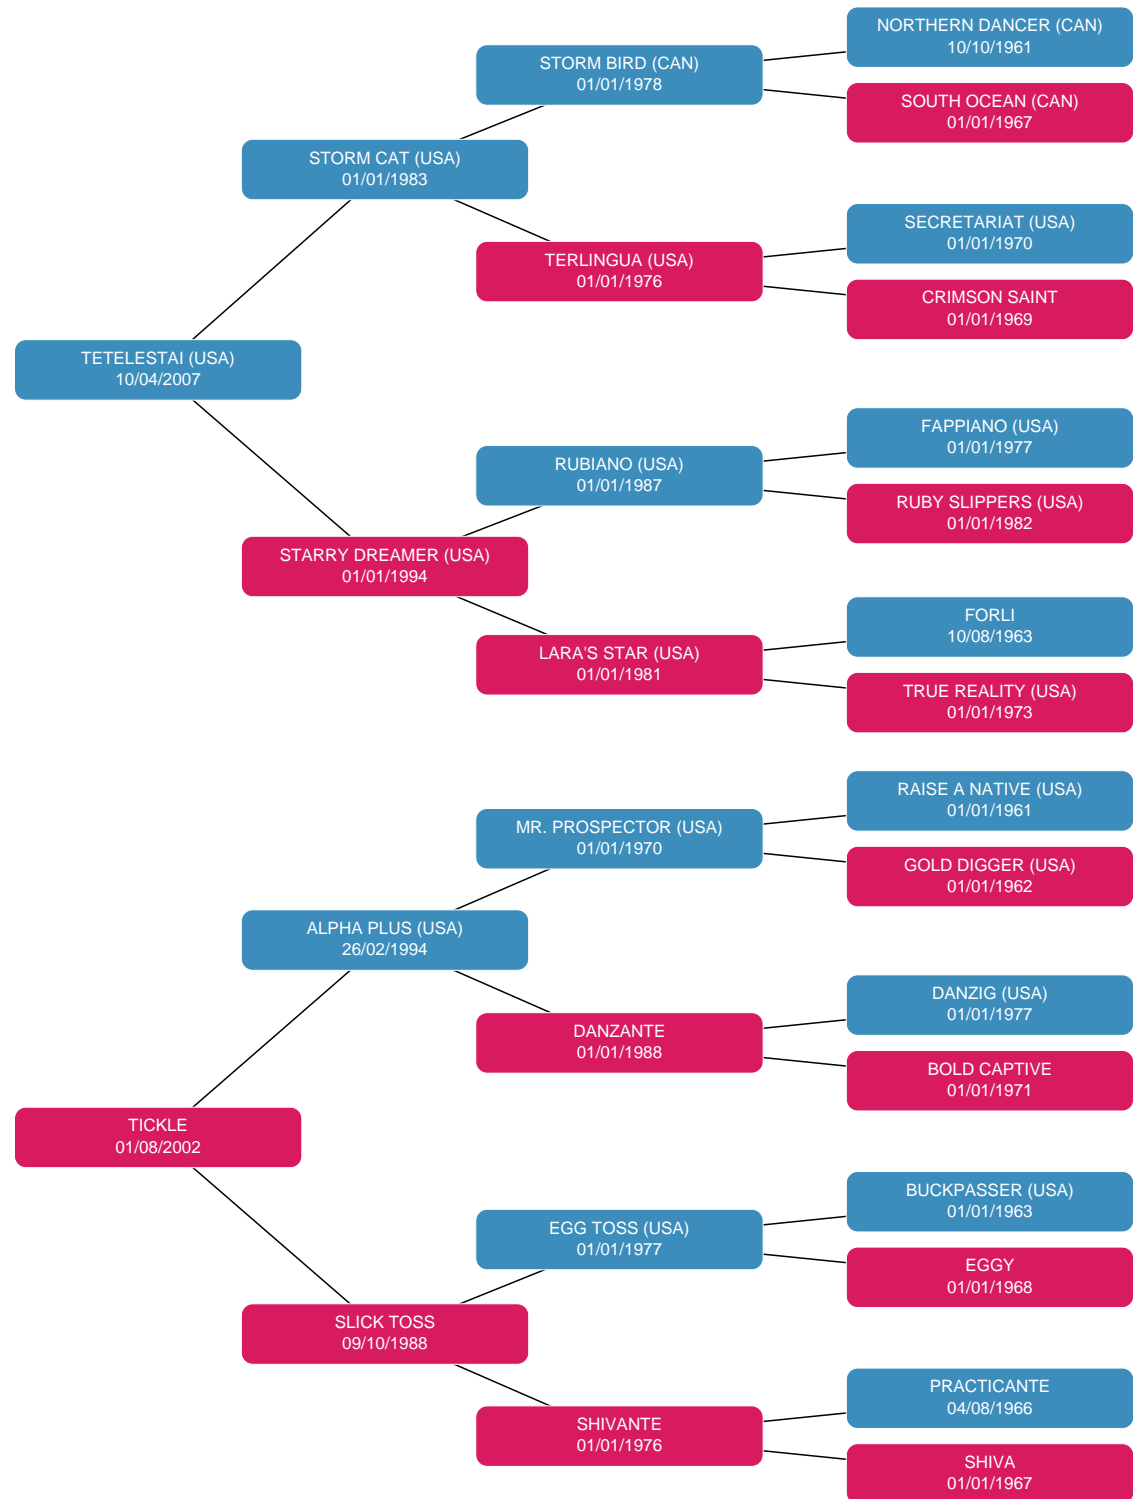 NORTHERN DANCER (CAN)
10/10/1961
STORM BIRD (CAN)
01/01/1978
SOUTH OCEAN (CAN)
01/01/1967
STORM CAT (USA)
01/01/1983
SECRETARIAT (USA)
01/01/1970
TERLINGUA (USA)
01/01/1976
CRIMSON SAINT
01/01/1969
TETELESTAI (USA)
10/04/2007
FAPPIANO (USA)
01/01/1977
RUBIANO (USA)
01/01/1987
RUBY SLIPPERS (USA)
01/01/1982
STARRY DREAMER (USA)
01/01/1994
FORLI
10/08/1963
LARA'S STAR (USA)
01/01/1981
TRUE REALITY (USA)
01/01/1973
RAISE A NATIVE (USA)
01/01/1961
MR. PROSPECTOR (USA)
01/01/1970
GOLD DIGGER (USA)
01/01/1962
ALPHA PLUS (USA)
26/02/1994
DANZIG (USA)
01/01/1977
DANZANTE
01/01/1988
BOLD CAPTIVE
01/01/1971
TICKLE
01/08/2002
BUCKPASSER (USA)
01/01/1963
EGG TOSS (USA)
01/01/1977
EGGY
01/01/1968
SLICK TOSS
09/10/1988
PRACTICANTE
04/08/1966
SHIVANTE
01/01/1976
SHIVA
01/01/1967